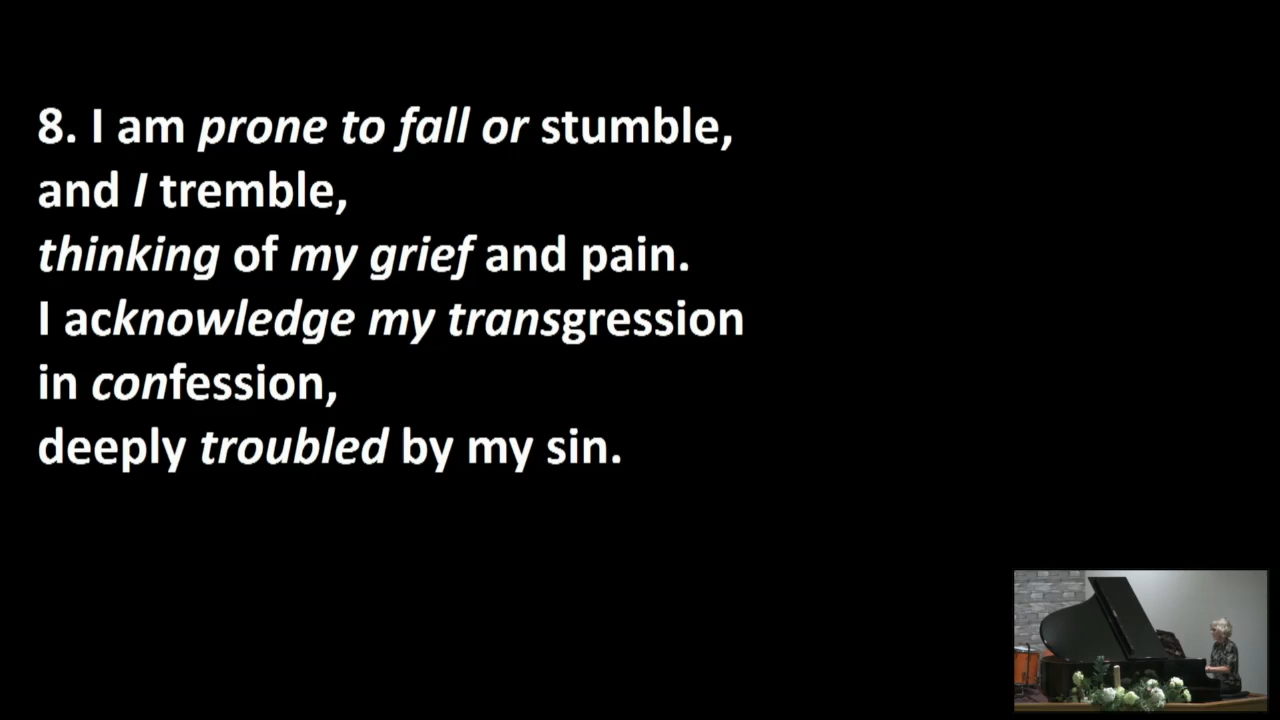 8. I am prone to fall or stumble,
and I tremble,
thinking of my grief and pain.
I acknowledge my transgression
in confession,
deeply troubled by my sin.